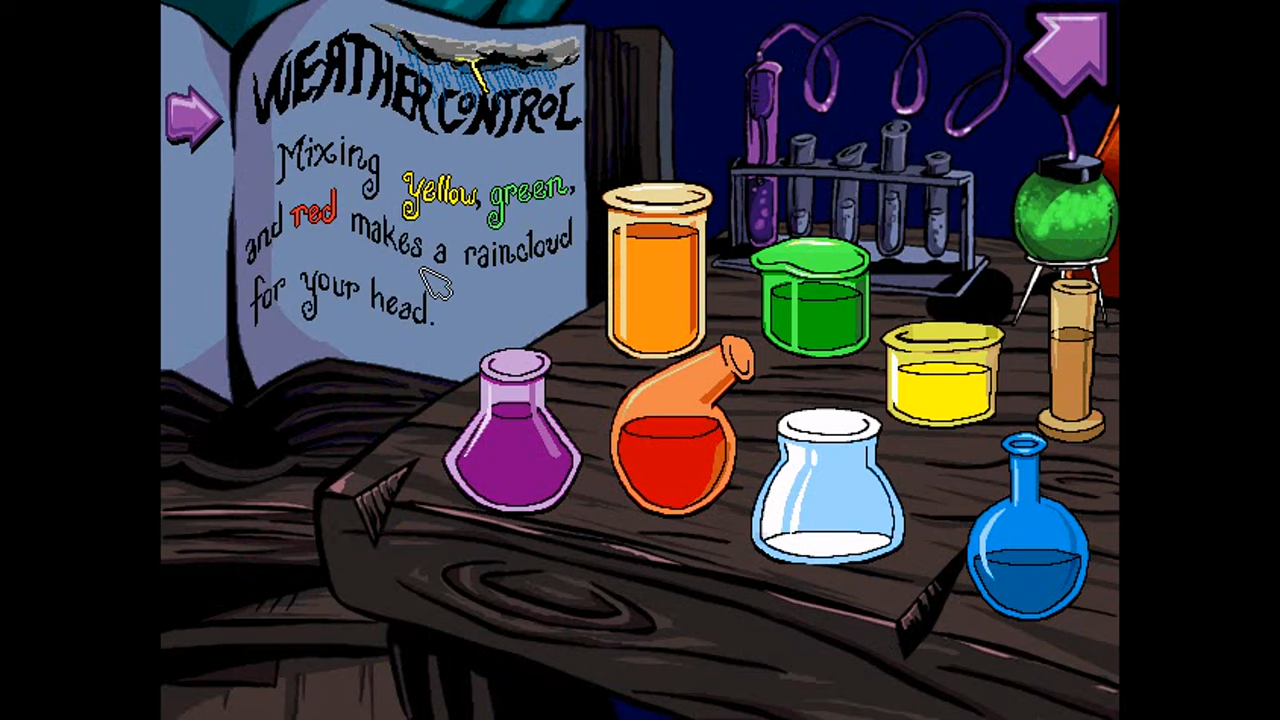 WEATHER CONTROL
Mixing yellow, green,
and red makes a raincloud
for your head.